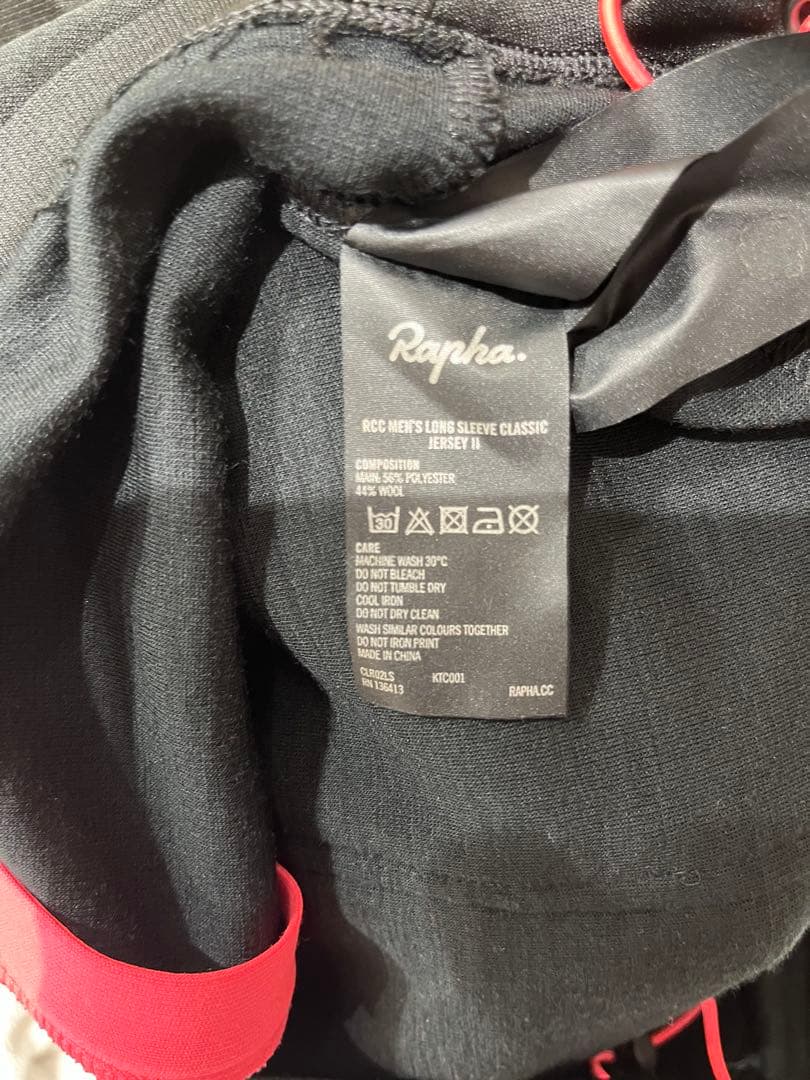 Rapha.
RCC MEN'S LONG SLEEVE CLASSIC
JERSEY II
COMPOSITION
MAIN: 56% POLYESTER
44% WOOL
30
CARE
MACHINE WASH 30°C
DO NOT BLEACH
DO NOT TUMBLE DRY
COOL IRON
DO NOT DRY CLEAN
WASH SIMILAR COLOURS TOGETHER
DO NOT IRON PRINT
MADE IN CHINA
CLR02LS KTC001
RN 136413 RAPHA.CC